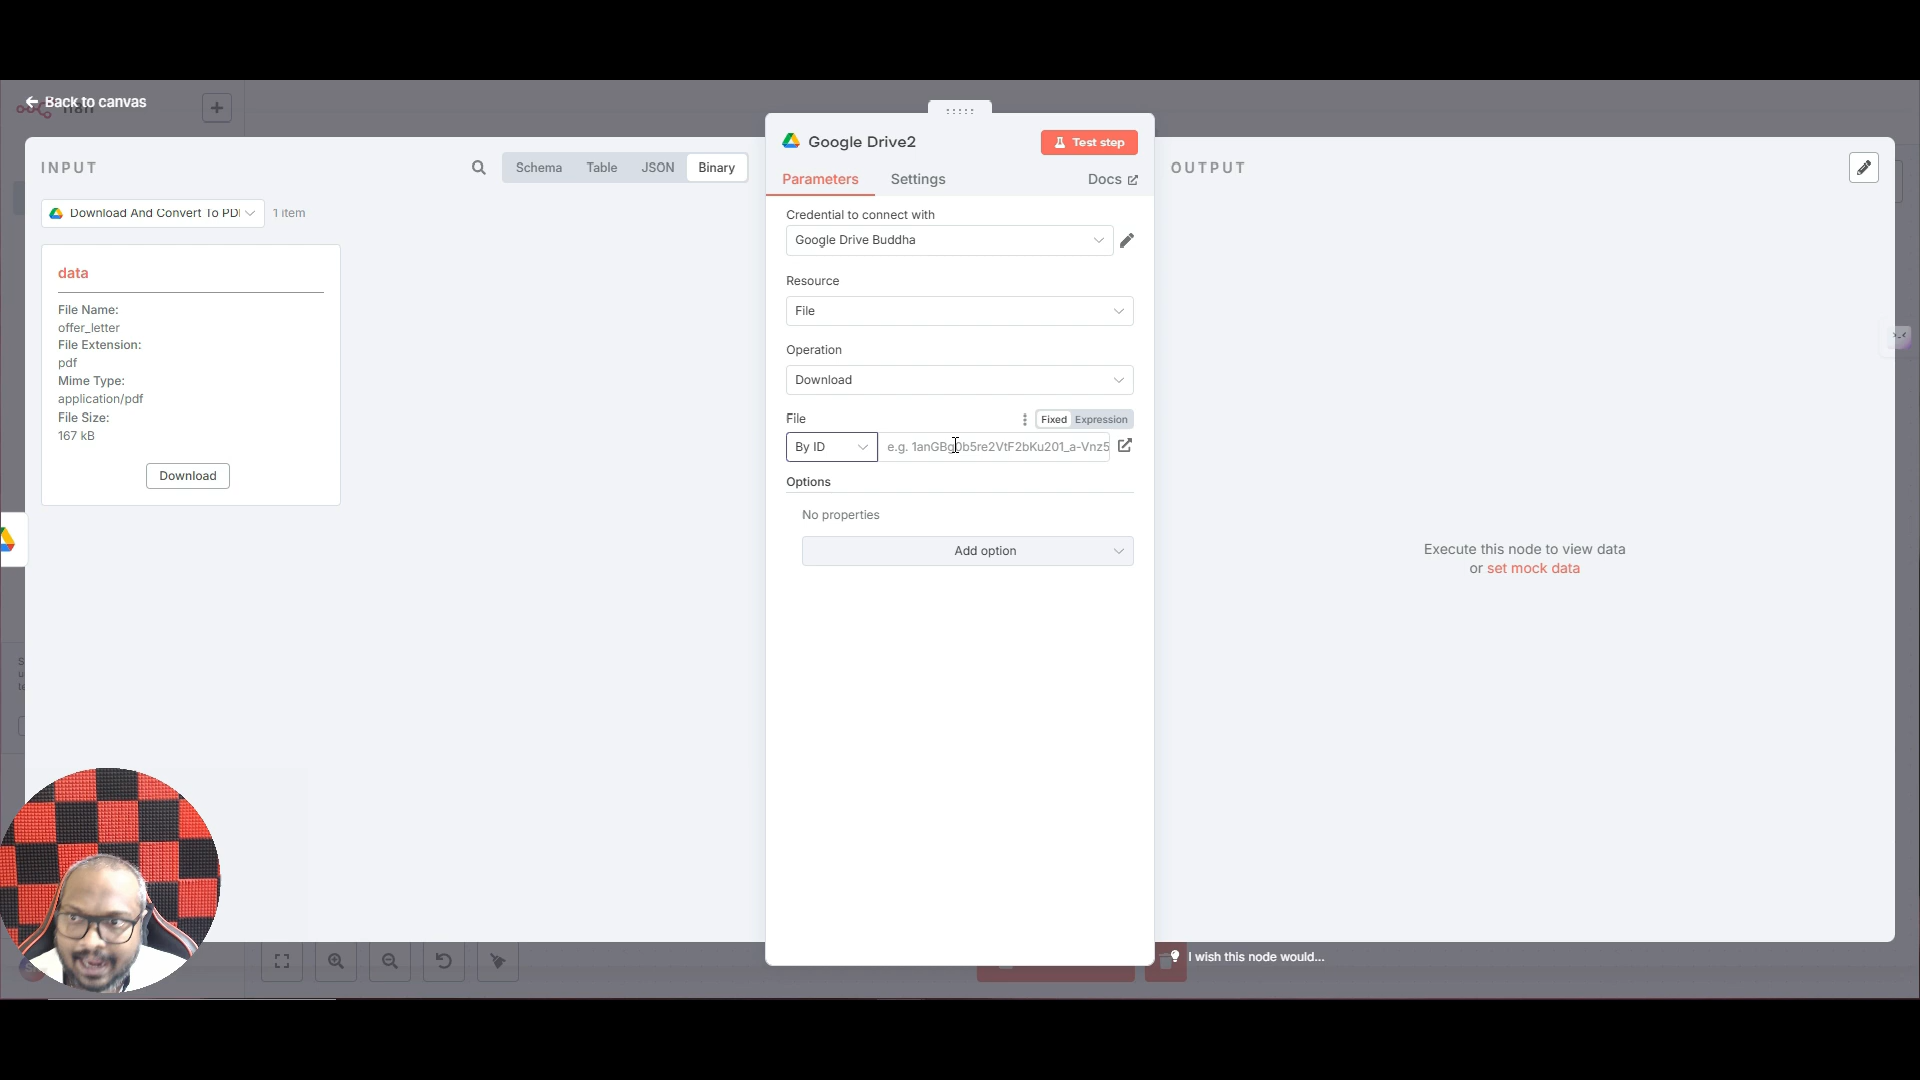 Back to canvas
INPUT
Schema
Table
JSON
Binary
Download And Convert To PD
1 item
data
File Name:
offer_letter
File Extension:
pdf
Mime Type:
application/pdf
File Size:
167 kB
Download
Google Drive2
Test step
Parameters
Settings
Docs
Credential to connect with
Google Drive Buddha
Resource
File
Operation
Download
File
Fixed
Expression
By ID
e.g. 1anGBg0b5re2VtF2bKu201_a-Vnz5
Options
No properties
Add option
OUTPUT
Execute this node to view data
or set mock data
I wish this node would...